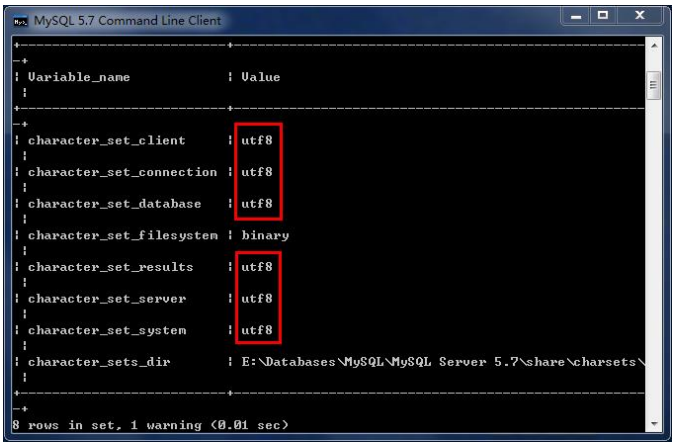 MySQL 5.7 Command Line Client
+------------------------+--------------------------------------------------
-+
| Variable_name | Value
|
+------------------------+--------------------------------------------------
-+
| character_set_client | utf8
|
| character_set_connection | utf8
|
| character_set_database | utf8
|
| character_set_filesystem | binary
|
| character_set_results | utf8
|
| character_set_server | utf8
|
| character_set_system | utf8
|
| character_sets_dir | E:\Databases\MySQL\MySQL Server 5.7\share\charsets\
|
+------------------------+--------------------------------------------------
-+
8 rows in set, 1 warning (0.01 sec)